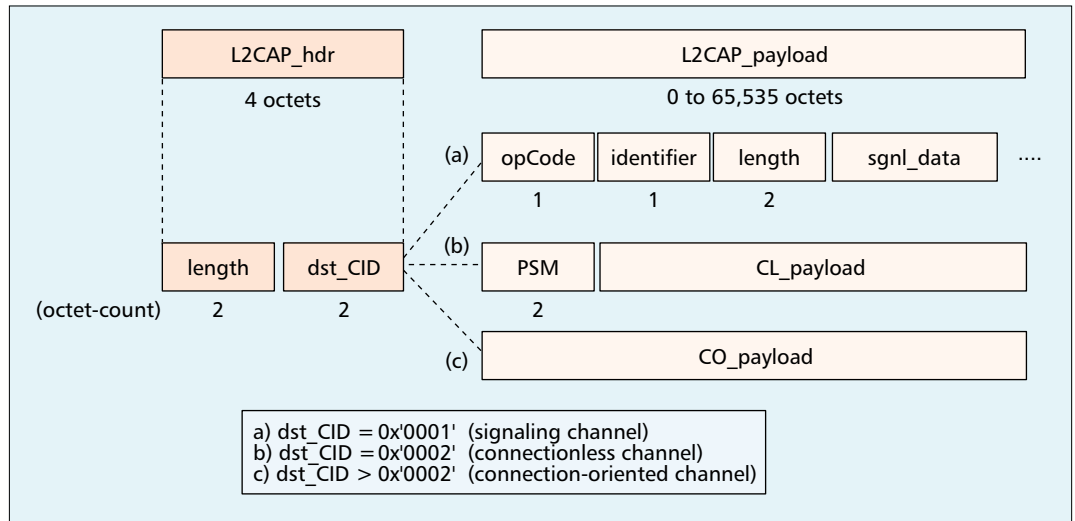 L2CAP_hdr L2CAP_payload
4 octets 0 to 65,535 octets
(a) opCode identifier length sgnl_data ....
1 1 2
(b)
length dst_CID PSM CL_payload
(octet-count) 2 2 2
(c) CO_payload
a) dst_CID = 0x'0001' (signaling channel)
b) dst_CID = 0x'0002' (connectionless channel)
c) dst_CID > 0x'0002' (connection-oriented channel)